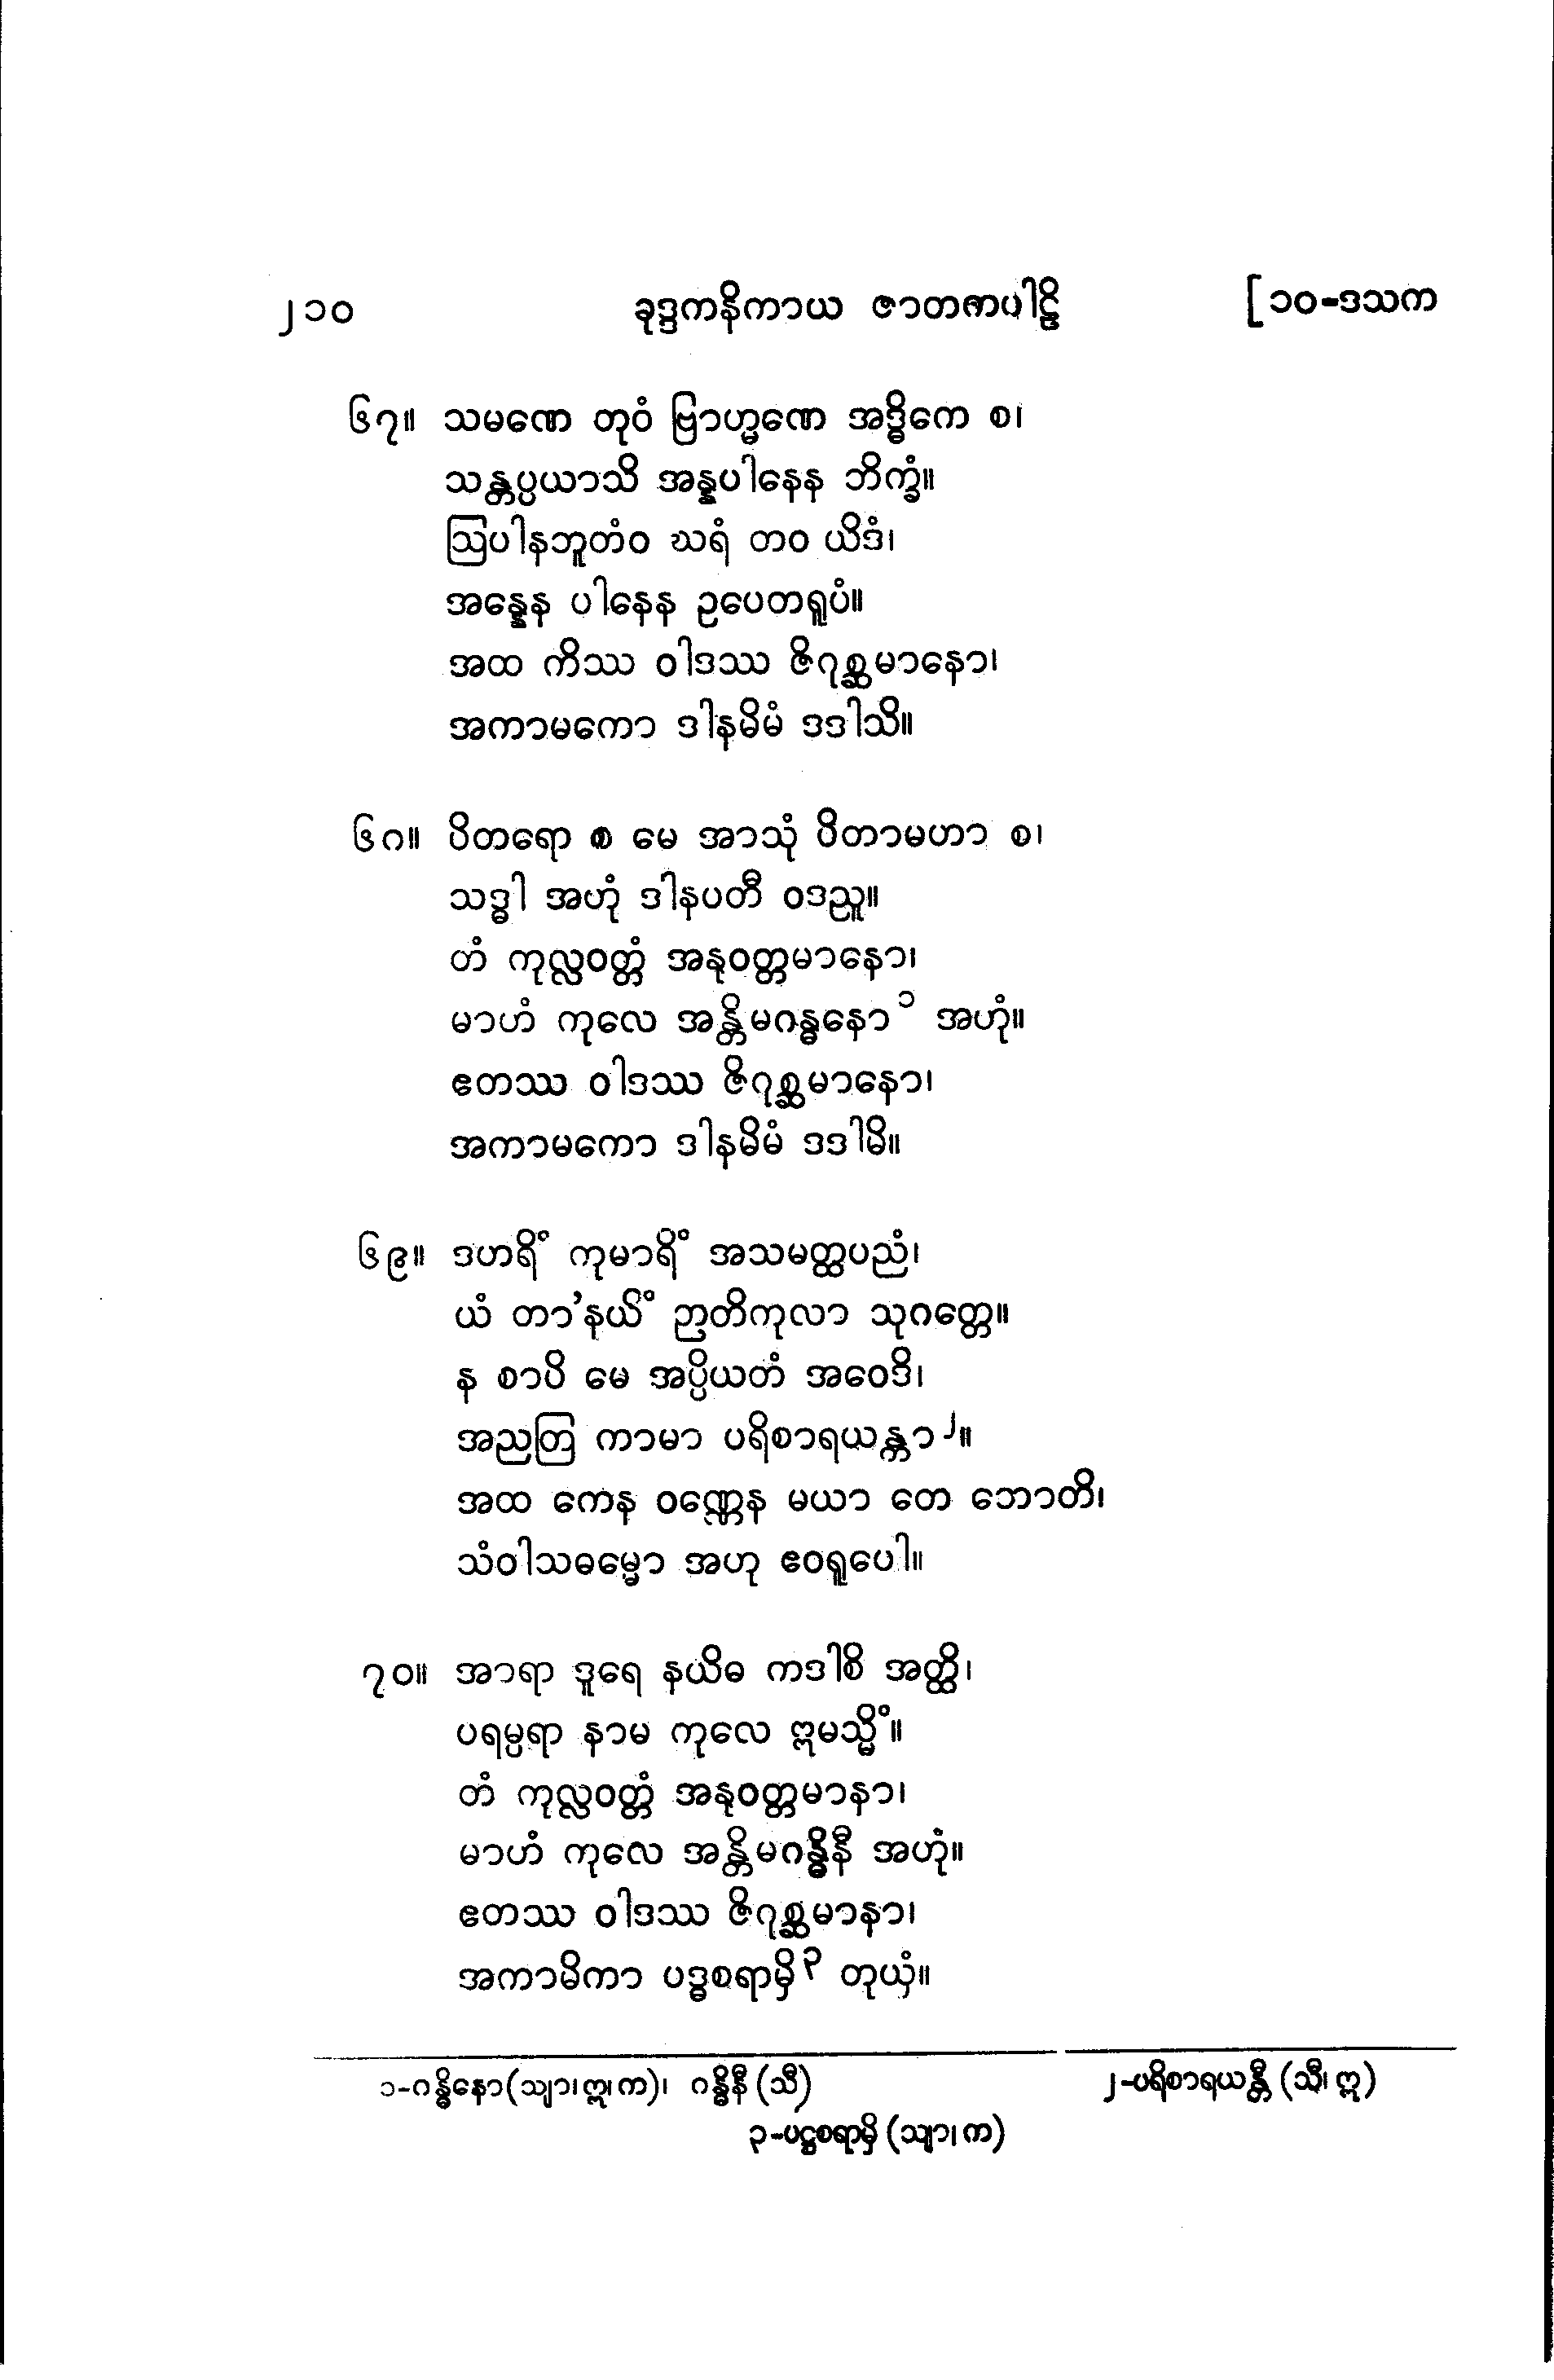 ၂၁၀ ခုဒ္ဒကနိကာယ ဇာတကပါဠိ [ ၁၀-ဒသက
၆၇။ သမဏေ တုဝံ ဗြာဟ္မဏေ အဒ္ဓိကေ စ၊
သန္တပ္ပယာသိ အန္နပါနေန ဘိက္ခံ။
ဩပါနဘူတံဝ ဃရံ တဝ ယိဒံ၊
အန္နေန ပါနေန ဥပေတရူပံ။
အထ ကိဿ ဝါဒဿ ဇိဂုစ္ဆမာနော၊
အကာမကော ဒါနမိမံ ဒဒါသိ။
၆၈။ ပိတရော စ မေ အာသုံ ပိတာမဟာ စ၊
သဒ္ဓါ အဟုံ ဒါနပတီ ဝဒညူ။
တံ ကုလ္လဝတ္တံ အနုဝတ္တမာနော၊
မာဟံ ကုလေ အန္တိမဂန္ဓနော၁ အဟုံ။
ဧတဿ ဝါဒဿ ဇိဂုစ္ဆမာနော၊
အကာမကော ဒါနမိမံ ဒဒါမိ။
၆၉။ ဒဟရိံ ကုမာရိံ အသမတ္ထပညံ၊
ယံ တာ’နယိံ ဉာတိကုလာ သုဂတ္တေ။
န စာပိ မေ အပ္ပိယတံ အဝေဒိ၊
အညတြ ကာမာ ပရိစာရယန္တာ၂။
အထ ကေန ဝဏ္ဏေန မယာ တေ ဘောတိ၊
သံဝါသဓမ္မော အဟု ဧဝရူပေါ။
၇၀။ အာရာ ဒူရေ နယိဓ ကဒါစိ အတ္ထိ၊
ပရမ္ပရာ နာမ ကုလေ ဣမသ္မိံ။
တံ ကုလ္လဝတ္တံ အနုဝတ္တမာနာ၊
မာဟံ ကုလေ အန္တိမဂန္ဓိနီ အဟုံ။
ဧတဿ ဝါဒဿ ဇိဂုစ္ဆမာနာ၊
အကာမိကာ ပဒ္ဓစရာမှိ၃ တုယှံ။
၁-ဂန္ဓိနော (သျာ၊ ဣ၊ က)၊ ဂန္ဓိနီ (သီ) ၂-ပရိစာရယန္တီ (သီ၊ ဣ)
၃-ပဋ္ဌစရာမှိ (သျာ၊ က)